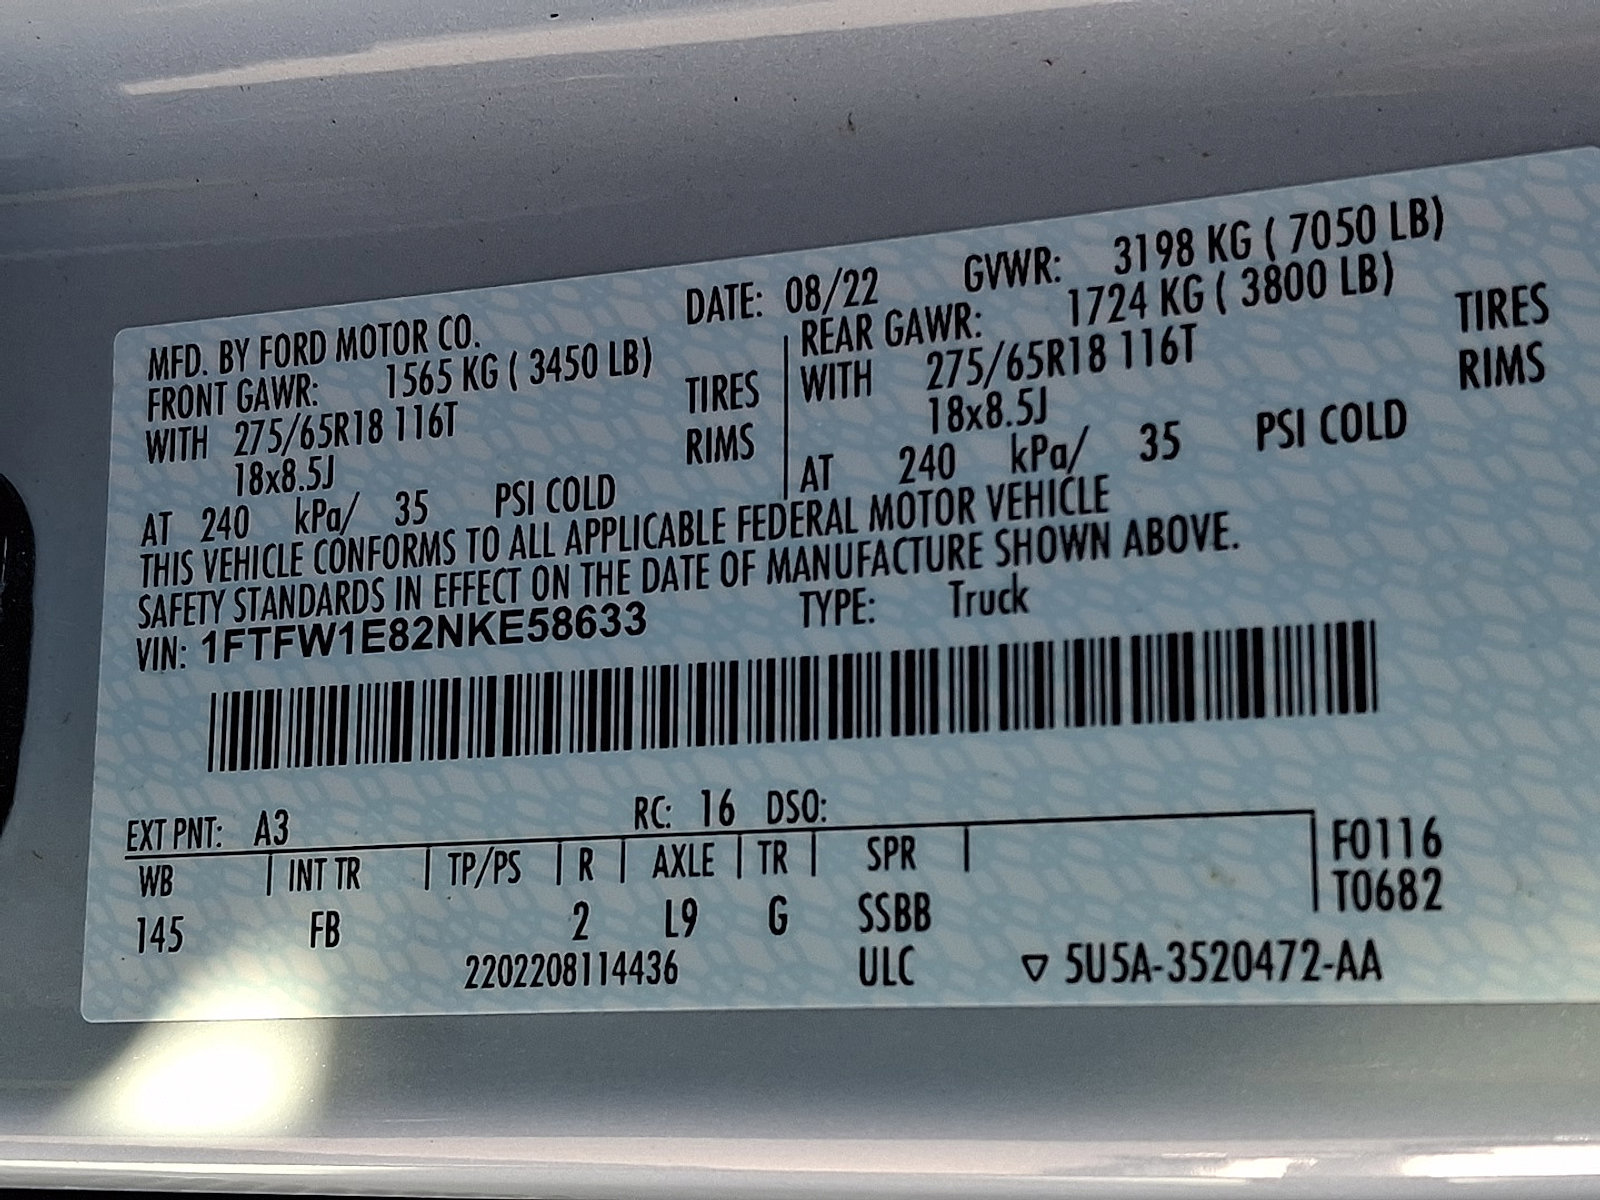 MFD. BY FORD MOTOR CO. DATE: 08/22 GVWR: 3198 KG ( 7050 LB)
FRONT GAWR: 1565 KG ( 3450 LB) REAR GAWR: 1724 KG ( 3800 LB)
WITH 275/65R18 116T TIRES WITH 275/65R18 116T TIRES
18x8.5J RIMS 18x8.5J RIMS
AT 240 kPa/ 35 PSI COLD AT 240 kPa/ 35 PSI COLD
THIS VEHICLE CONFORMS TO ALL APPLICABLE FEDERAL MOTOR VEHICLE
SAFETY STANDARDS IN EFFECT ON THE DATE OF MANUFACTURE SHOWN ABOVE.
VIN: 1FTFW1E82NKE58633 TYPE: Truck
EXT PNT: A3 RC: 16 DSO:
WB INT TR TP/PS R AXLE TR SPR F0116
145 FB 2 L9 G SSBB T0682
2202208114436 ULC ▽ 5U5A-3520472-AA